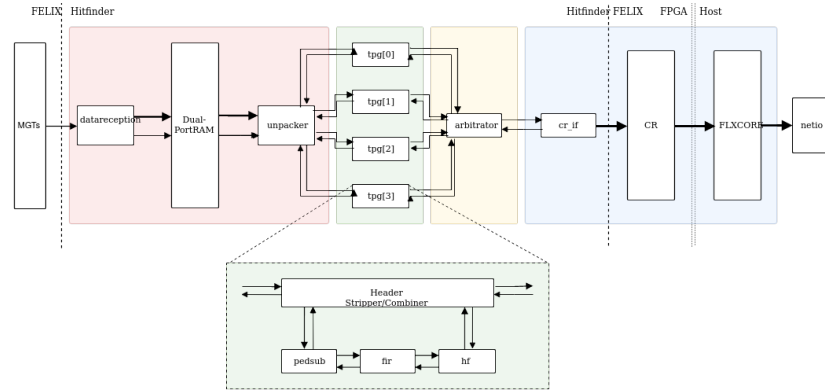 FELIX
Hitfinder
Hitfinder
FELIX
FPGA
Host
MGTs
datareception
Dual-
PortRAM
unpacker
tpg[0]
tpg[1]
tpg[2]
tpg[3]
arbitrator
cr_if
CR
FLXCORE
netio
Header
Stripper/Combiner
pedsub
fir
hf